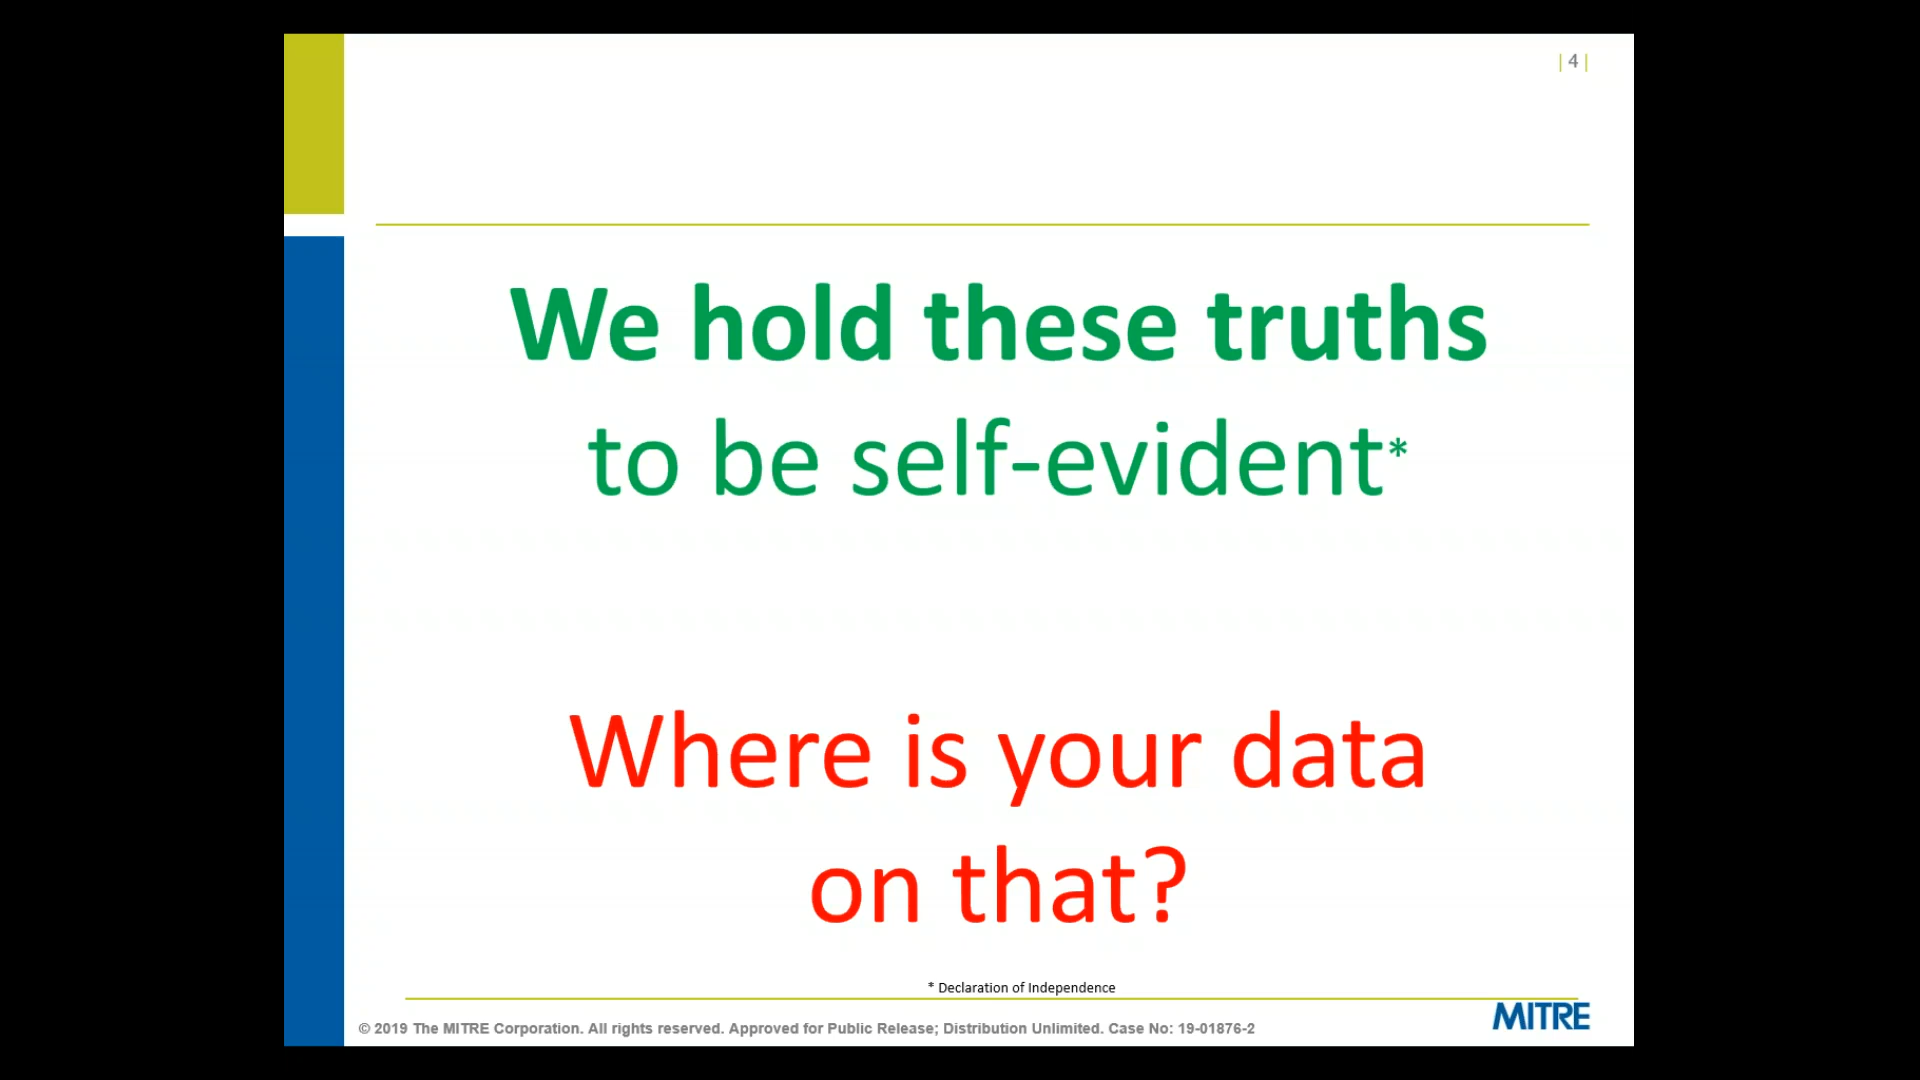 | 4 |
We hold these truths
to be self-evident*
Where is your data
on that?
* Declaration of Independence
© 2019 The MITRE Corporation. All rights reserved. Approved for Public Release; Distribution Unlimited. Case No: 19-01876-2
MITRE